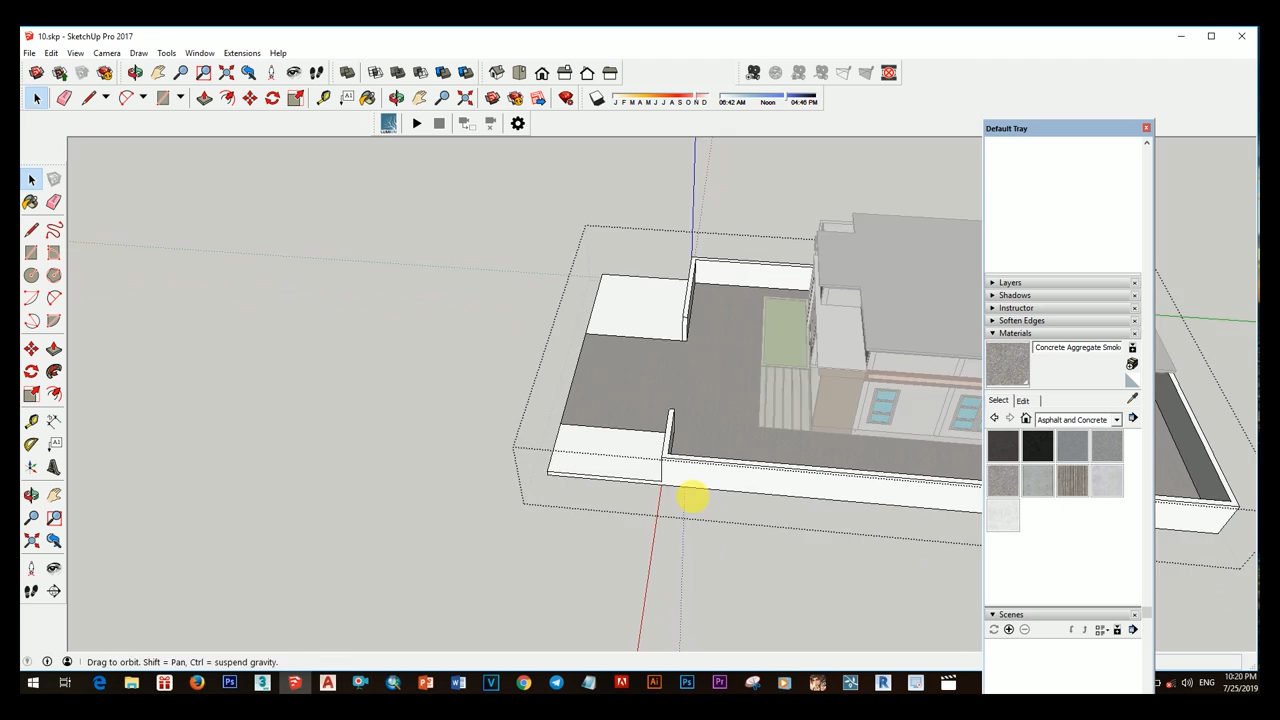 10.skp - SketchUp Pro 2017
File Edit View Camera Draw Tools Window Extensions Help
J F M A M J J A S O N D 06:42 AM Noon 04:46 PM
Default Tray
Layers
Shadows
Instructor
Soften Edges
Materials
Concrete Aggregate Smok
Select Edit
Asphalt and Concrete
Scenes
Drag to orbit. Shift = Pan, Ctrl = suspend gravity.
ENG
10:20 PM
7/25/2019